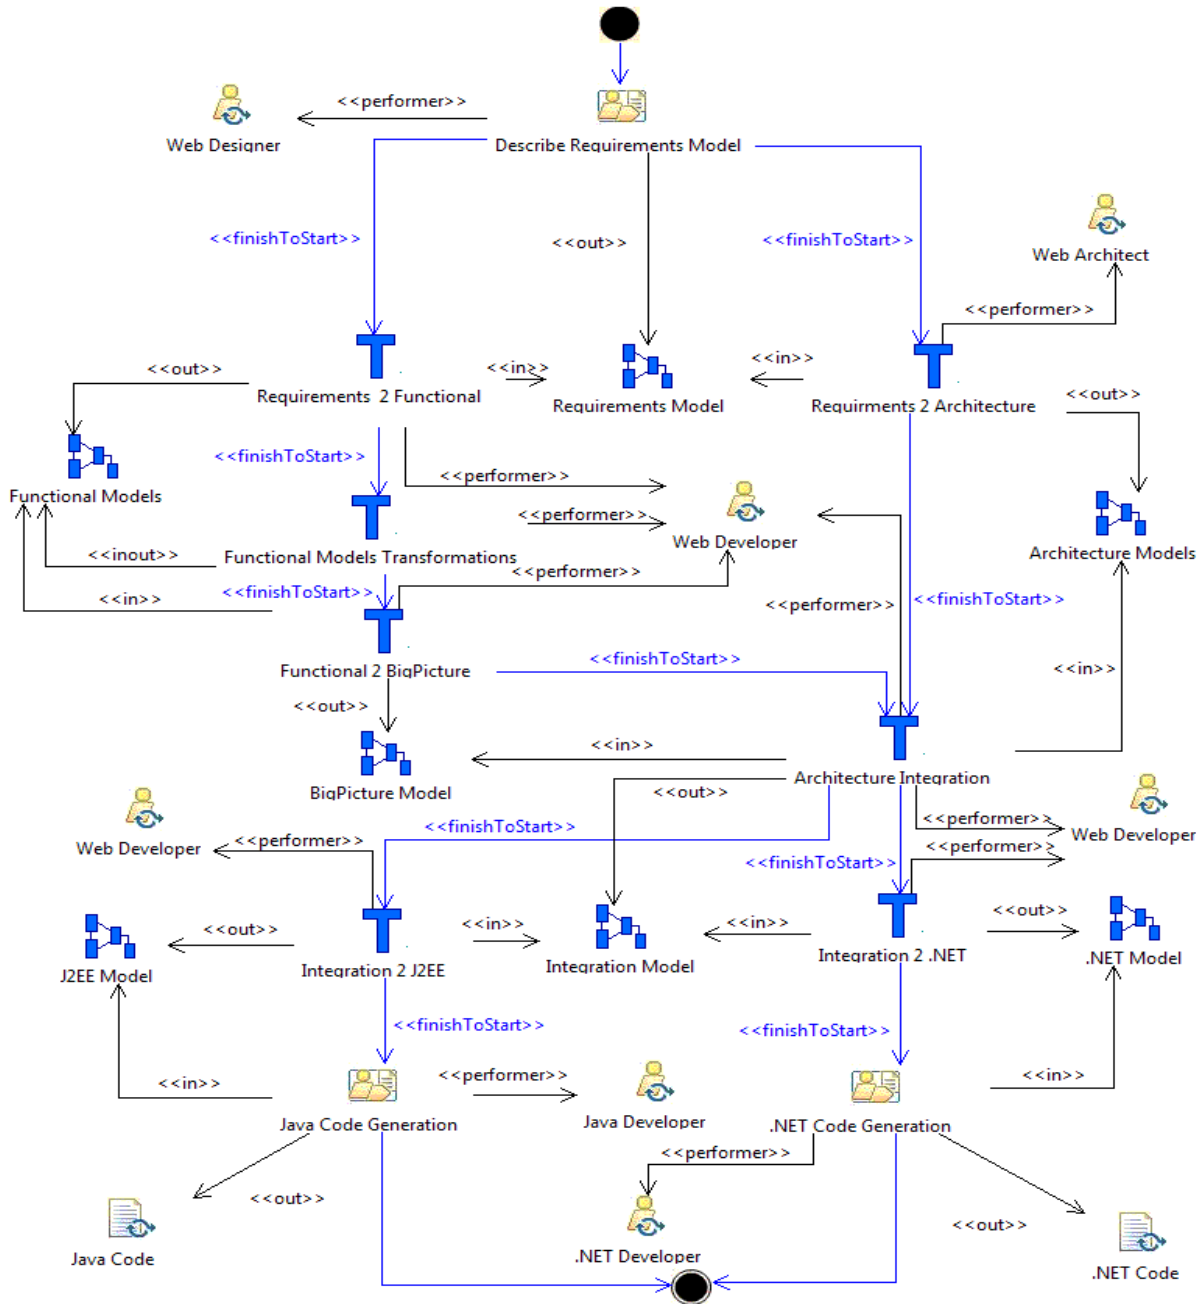 <<performer>>
Web Designer
Describe Requirements Model
<<finishToStart>>
<<out>>
<<finishToStart>>
Web Architect
<<performer>>
<<out>>
<<in>>
<<in>>
Requirements 2 Functional
Requirements Model
Requirments 2 Architecture
<<out>>
<<finishToStart>>
<<performer>>
Functional Models
<<performer>>
Web Developer
Architecture Models
<<inout>>
Functional Models Transformations
<<performer>>
<<in>>
<<finishToStart>>
<<performer>>
<<finishToStart>>
<<finishToStart>>
Functional 2 BigPicture
<<in>>
<<out>>
<<in>>
BigPicture Model
<<out>>
Architecture Integration
<<finishToStart>>
<<performer>>
Web Developer
<<performer>>
Web Developer
<<performer>>
<<finishToStart>>
<<out>>
<<in>>
<<in>>
<<out>>
J2EE Model
Integration 2 J2EE
Integration Model
Integration 2 .NET
.NET Model
<<finishToStart>>
<<finishToStart>>
<<in>>
<<performer>>
<<in>>
Java Code Generation
Java Developer
.NET Code Generation
<<performer>>
<<out>>
<<out>>
Java Code
.NET Developer
.NET Code